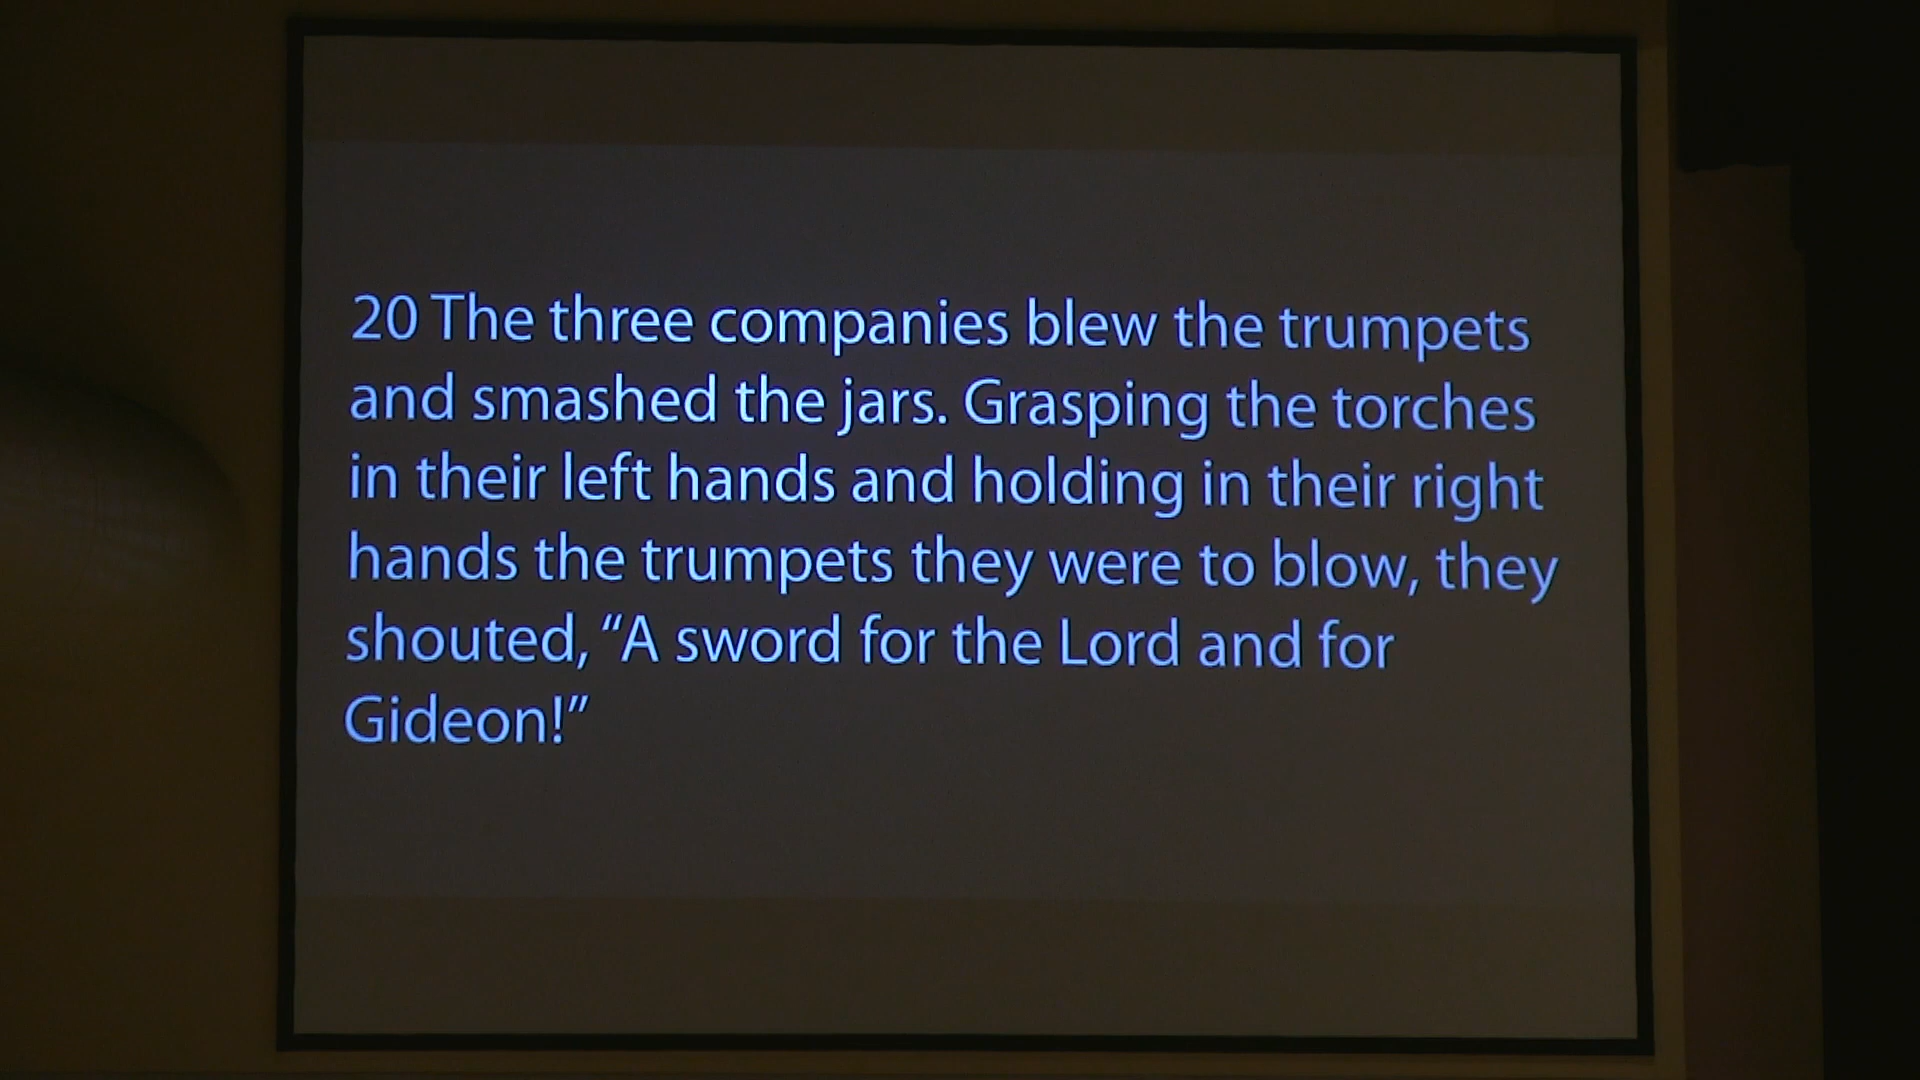 20 The three companies blew the trumpets
and smashed the jars. Grasping the torches
in their left hands and holding in their right
hands the trumpets they were to blow, they
shouted, “A sword for the Lord and for
Gideon!”